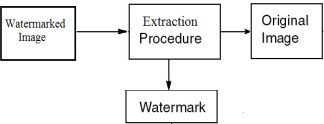 Watermarked
Image
Extraction
Procedure
Original
Image
Watermark